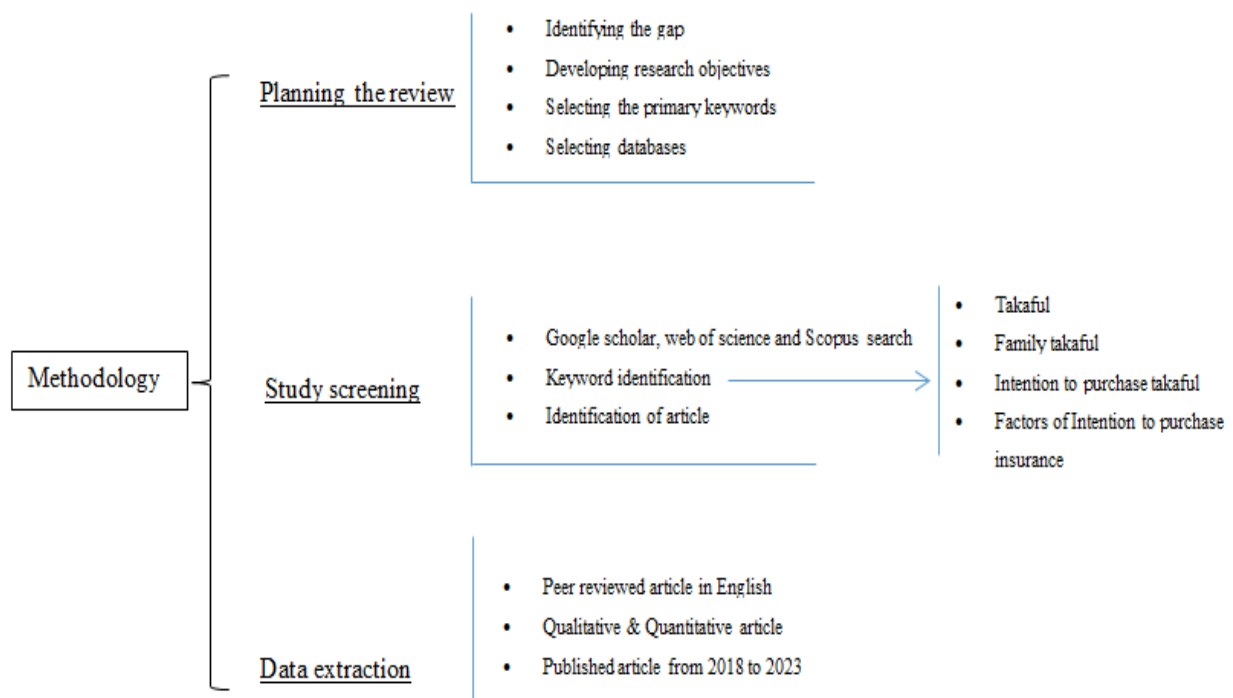 Methodology
Planning the review
• Identifying the gap
• Developing research objectives
• Selecting the primary keywords
• Selecting databases
Study screening
• Google scholar, web of science and Scopus search
• Keyword identification
• Identification of article
• Takaful
• Family takaful
• Intention to purchase takaful
• Factors of Intention to purchase
insurance
Data extraction
• Peer reviewed article in English
• Qualitative & Quantitative article
• Published article from 2018 to 2023